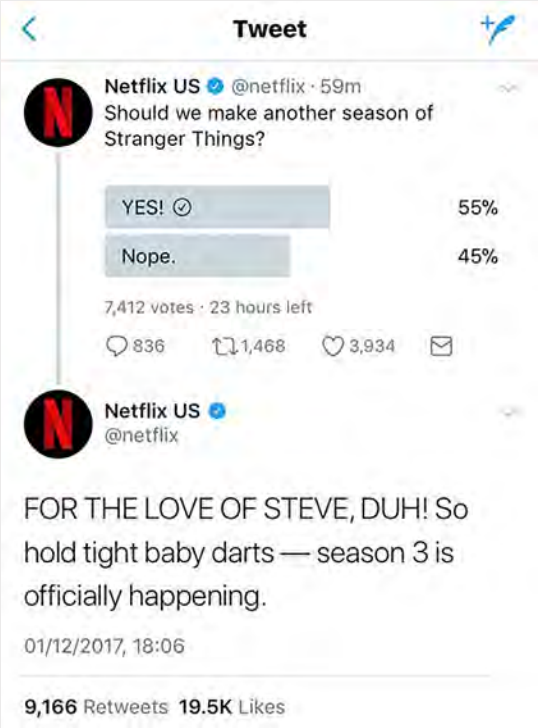 Tweet
Netflix US @netflix · 59m
Should we make another season of
Stranger Things?
YES! 55%
Nope. 45%
7,412 votes · 23 hours left
836 1,468 3,934
Netflix US
@netflix
FOR THE LOVE OF STEVE, DUH! So
hold tight baby darts — season 3 is
officially happening.
01/12/2017, 18:06
9,166 Retweets 19.5K Likes